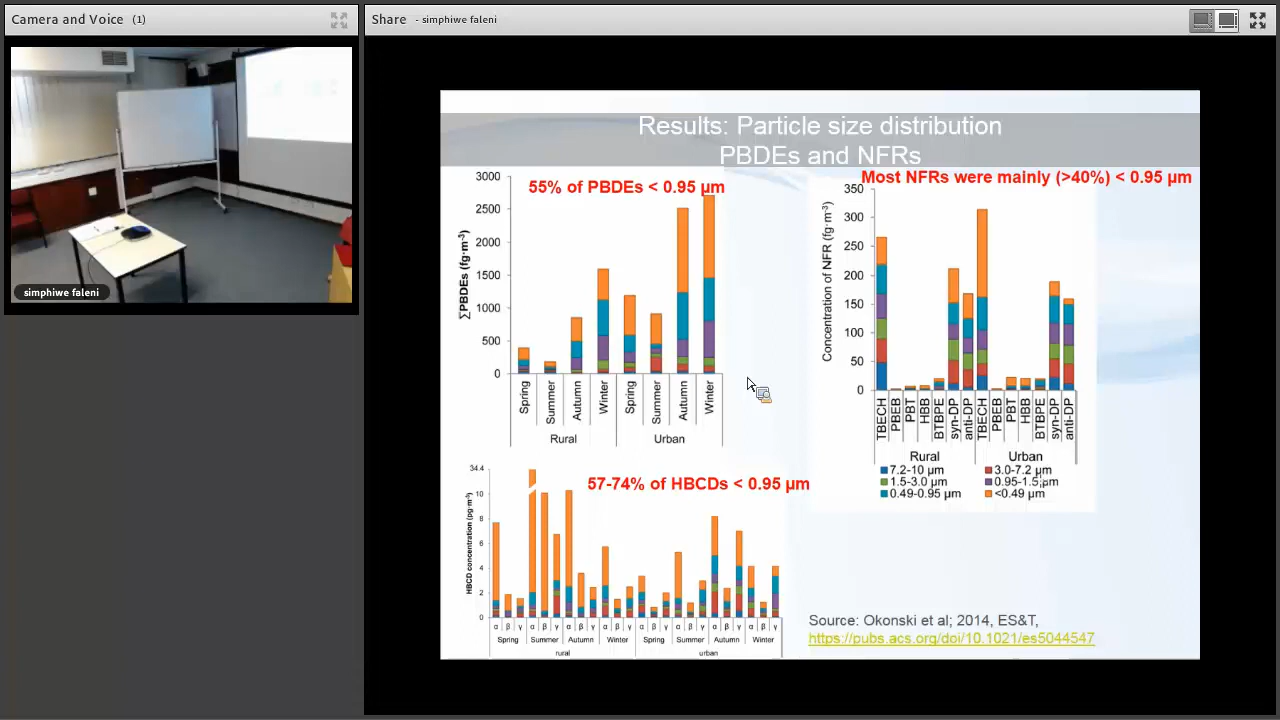 Camera and Voice (1)
simphiwe faleni
Share - simphiwe faleni
Results: Particle size distribution
PBDEs and NFRs
55% of PBDEs < 0.95 µm
3000
2500
2000
1500
1000
500
0
∑PBDEs (fg·m⁻³)
Spring Summer Autumn Winter Spring Summer Autumn Winter
Rural Urban
Most NFRs were mainly (>40%) < 0.95 µm
350
300
250
200
150
100
50
0
Concentration of NFR (fg·m⁻³)
TBECH PBEB PBT HBB BTBPE syn-DP anti-DP TBECH PBEB PBT HBB BTBPE syn-DP anti-DP
Rural Urban
7.2-10 µm 3.0-7.2 µm
1.5-3.0 µm 0.95-1.5 µm
0.49-0.95 µm <0.49 µm
57-74% of HBCDs < 0.95 µm
34.4
10
8
6
4
2
0
HBCD concentration (pg·m⁻³)
α β γ α β γ α β γ α β γ α β γ α β γ α β γ α β γ
Spring Summer Autumn Winter Spring Summer Autumn Winter
rural urban
Source: Okonski et al; 2014, ES&T,
https://pubs.acs.org/doi/10.1021/es5044547